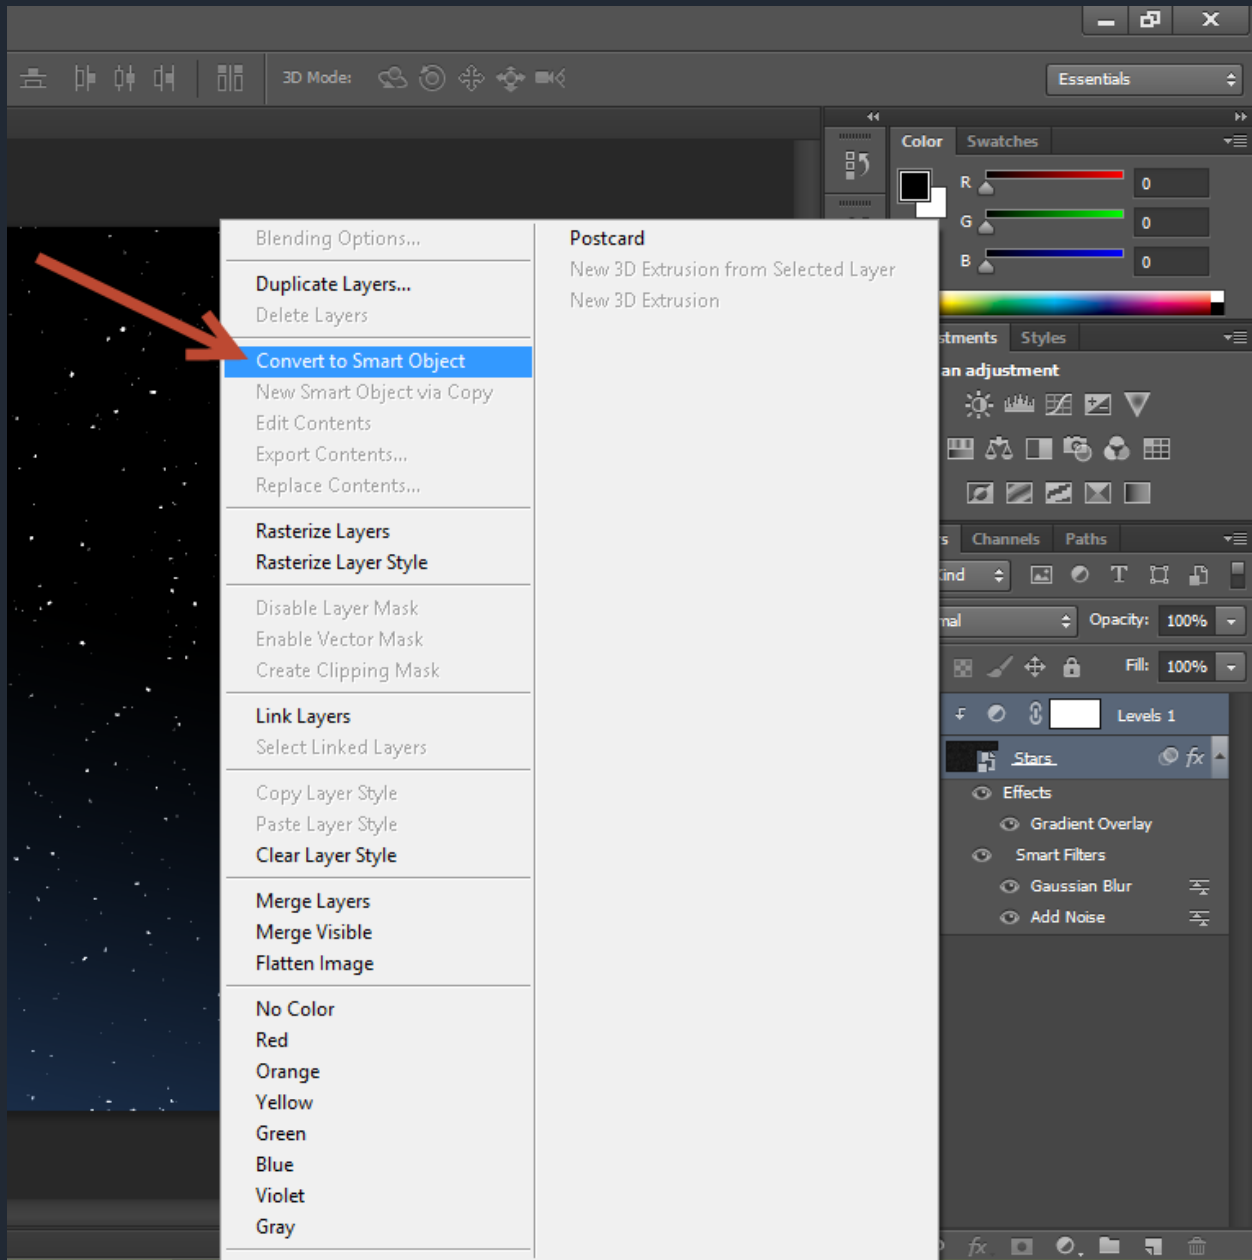 3D Mode:
Essentials
Color
Swatches
R
0
G
0
B
0
Blending Options...
Duplicate Layers...
Delete Layers
Convert to Smart Object
New Smart Object via Copy
Edit Contents
Export Contents...
Replace Contents...
Rasterize Layers
Rasterize Layer Style
Disable Layer Mask
Enable Vector Mask
Create Clipping Mask
Link Layers
Select Linked Layers
Copy Layer Style
Paste Layer Style
Clear Layer Style
Merge Layers
Merge Visible
Flatten Image
No Color
Red
Orange
Yellow
Green
Blue
Violet
Gray
Postcard
New 3D Extrusion from Selected Layer
New 3D Extrusion
stments
Styles
an adjustment
s
Channels
Paths
ind
T
mal
Opacity: 100%
Fill: 100%
Levels 1
Stars
fx
Effects
Gradient Overlay
Smart Filters
Gaussian Blur
Add Noise
fx